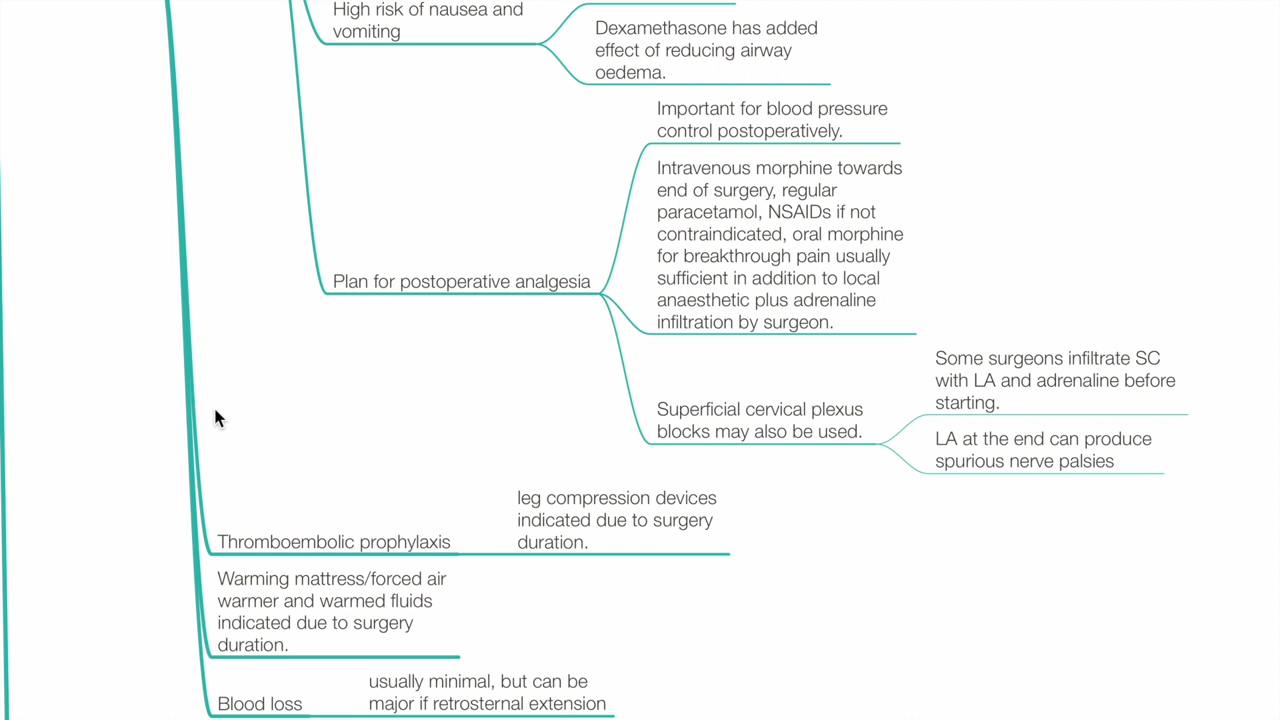 High risk of nausea and
vomiting
Dexamethasone has added
effect of reducing airway
oedema.
Plan for postoperative analgesia
Important for blood pressure
control postoperatively.
Intravenous morphine towards
end of surgery, regular
paracetamol, NSAIDs if not
contraindicated, oral morphine
for breakthrough pain usually
sufficient in addition to local
anaesthetic plus adrenaline
infiltration by surgeon.
Superficial cervical plexus
blocks may also be used.
Some surgeons infiltrate SC
with LA and adrenaline before
starting.
LA at the end can produce
spurious nerve palsies
Thromboembolic prophylaxis
leg compression devices
indicated due to surgery
duration.
Warming mattress/forced air
warmer and warmed fluids
indicated due to surgery
duration.
Blood loss
usually minimal, but can be
major if retrosternal extension